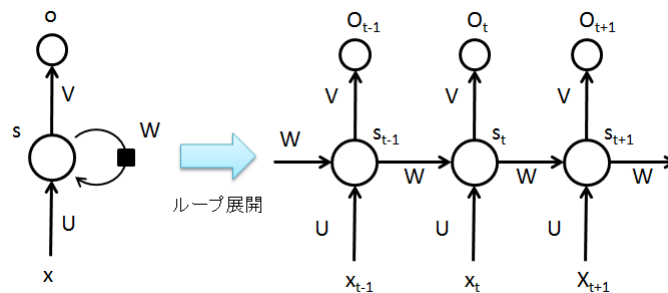 o
V
s
W
U
x
ループ展開
O t-1
O t
O t+1
V
V
V
W
s t-1
s t
s t+1
W
W
W
U
U
U
x t-1
x t
X t+1